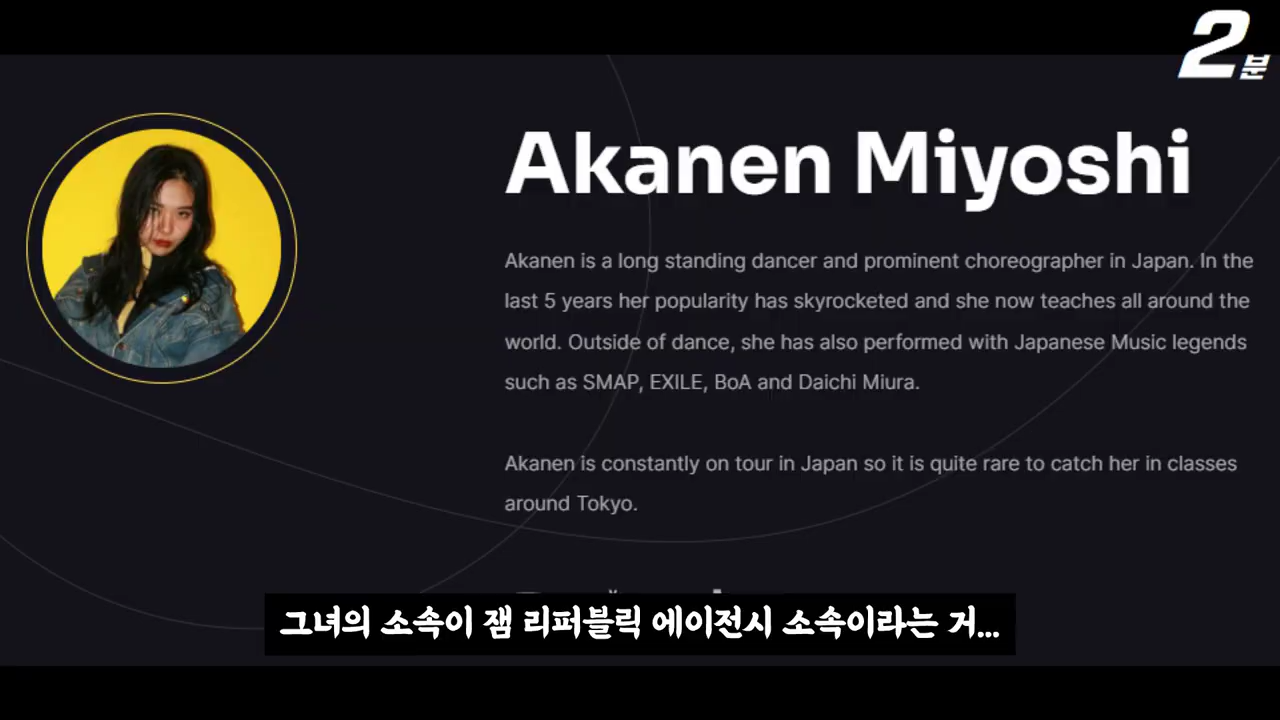 2분
Akanen Miyoshi
Akanen is a long standing dancer and prominent choreographer in Japan. In the
last 5 years her popularity has skyrocketed and she now teaches all around the
world. Outside of dance, she has also performed with Japanese Music legends
such as SMAP, EXILE, BoA and Daichi Miura.
Akanen is constantly on tour in Japan so it is quite rare to catch her in classes
around Tokyo.
그녀의 소속이 잼 리퍼블릭 에이전시 소속이라는 거...